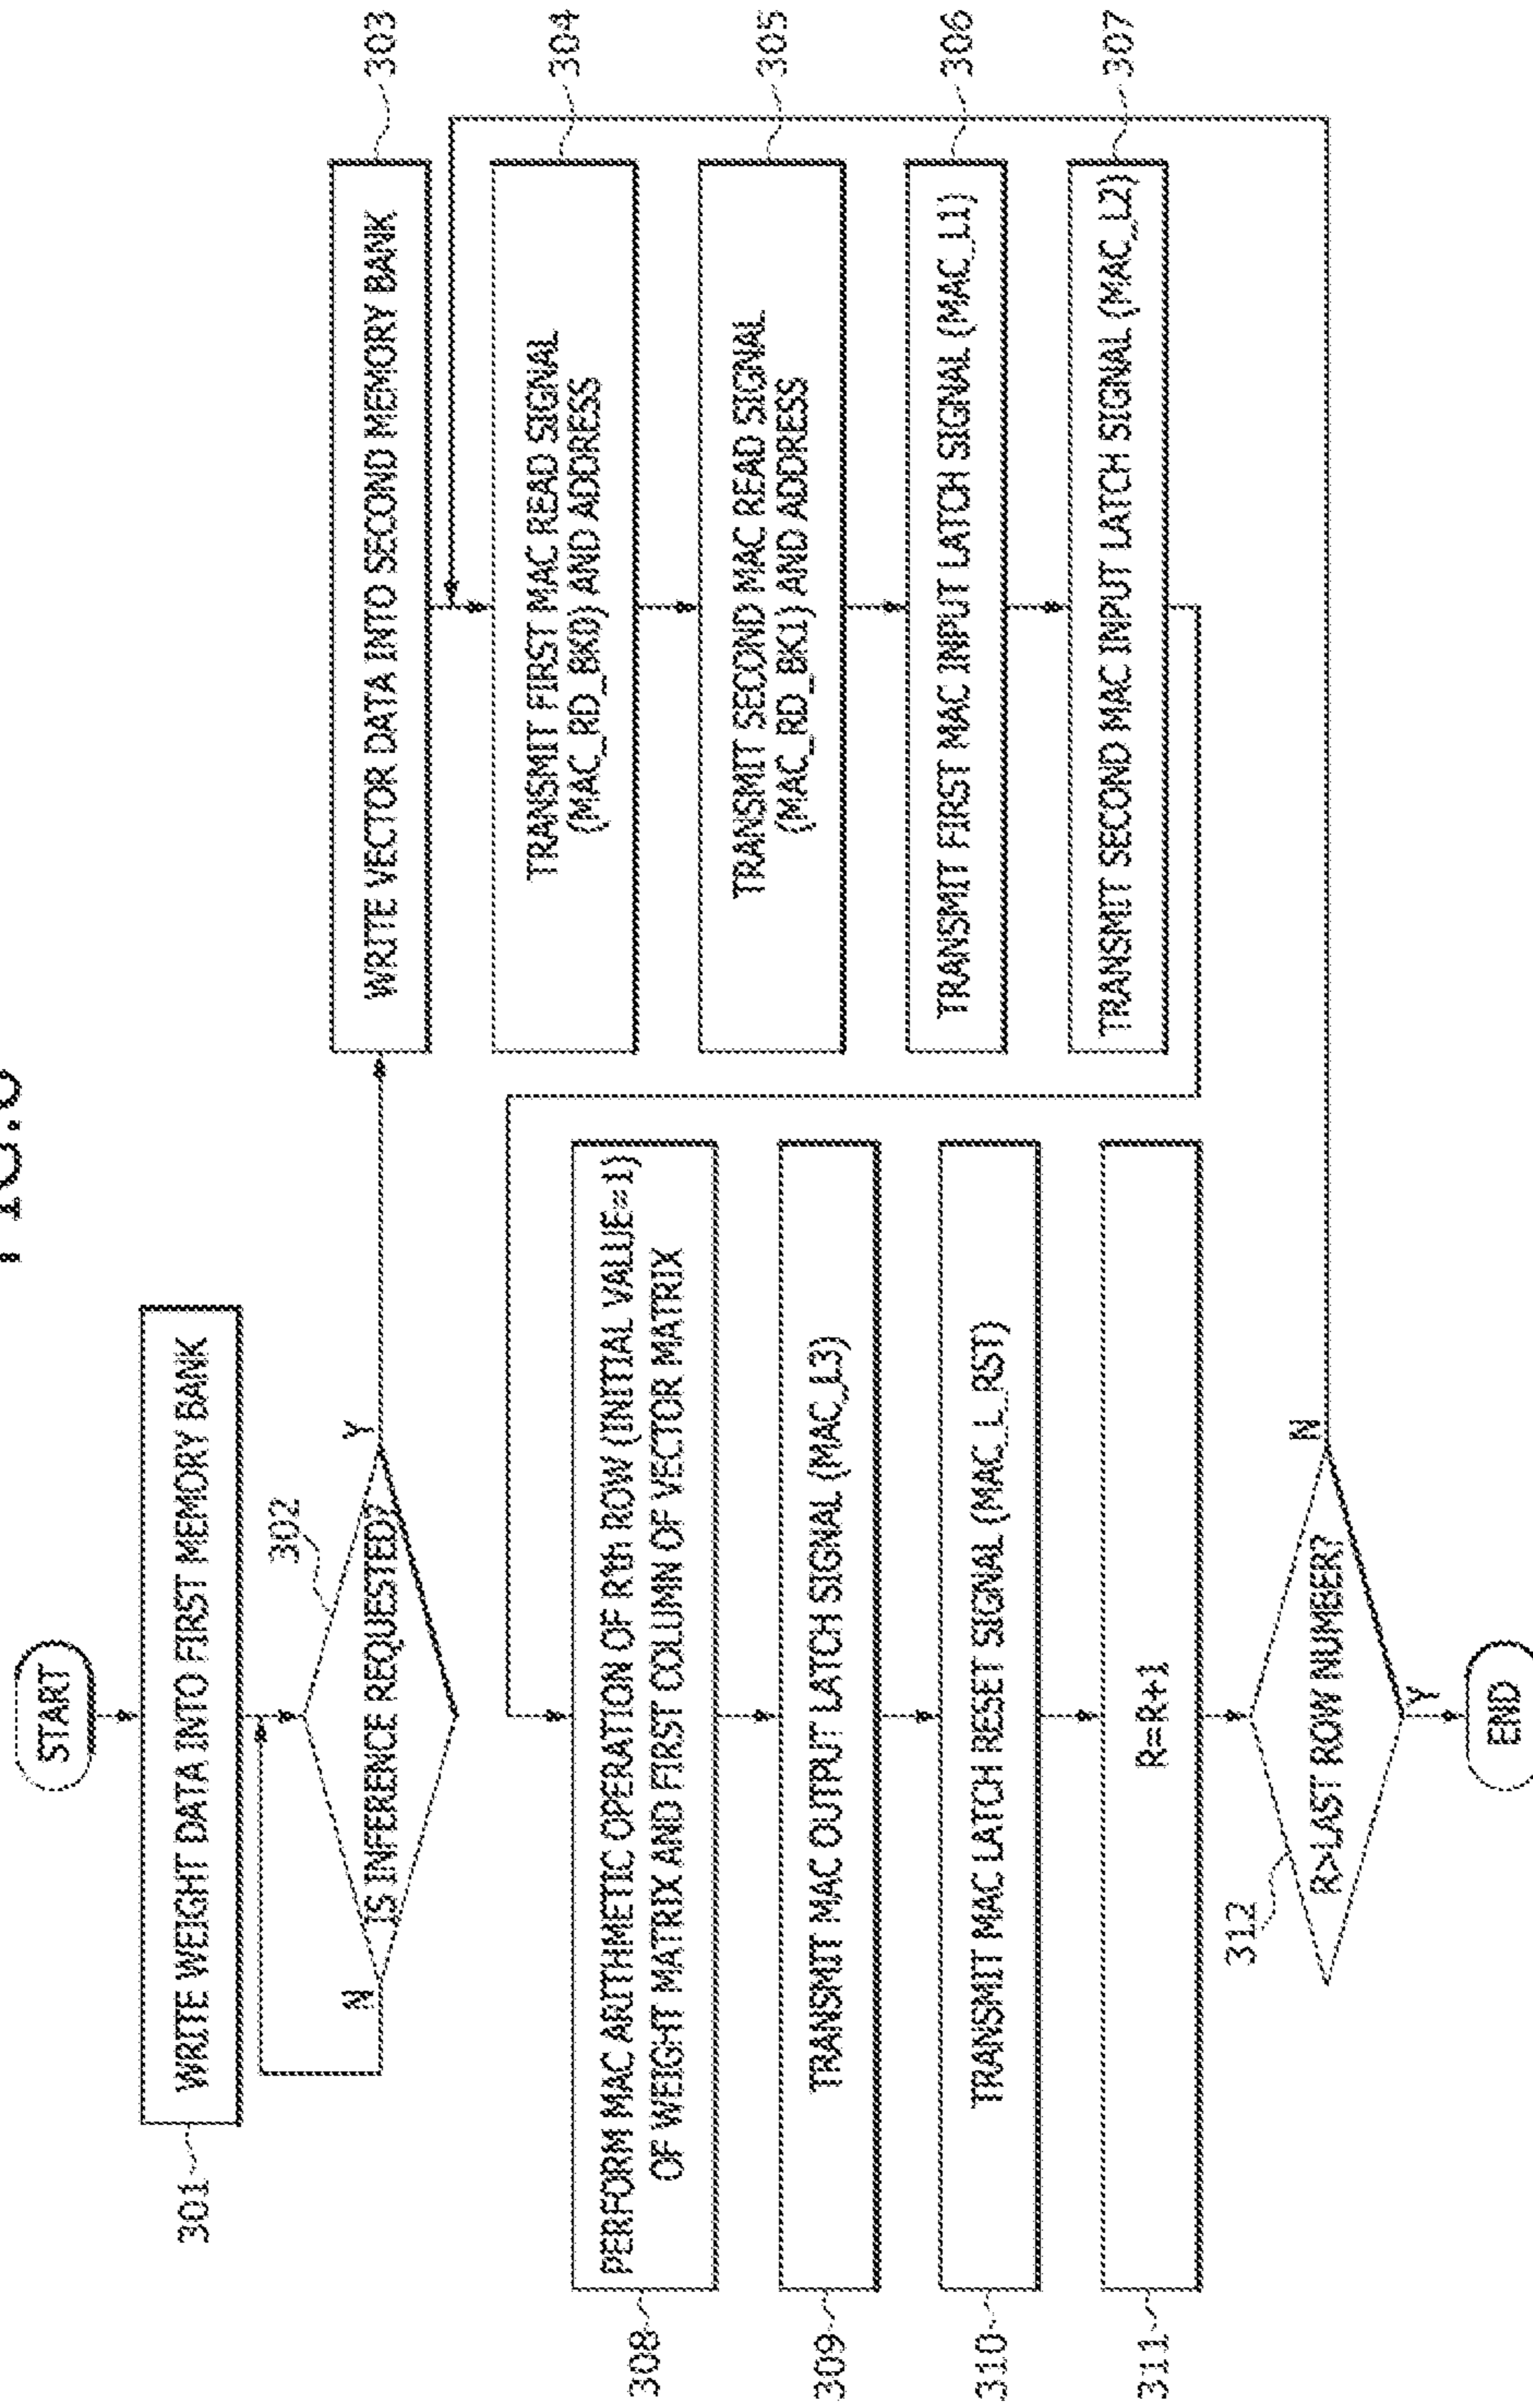 START
301
WRITE WEIGHT DATA INTO FIRST MEMORY BANK
302
IS INFERENCE REQUESTED?
N
Y
303
WRITE VECTOR DATA INTO SECOND MEMORY BANK
304
TRANSMIT FIRST MAC READ SIGNAL
(MAC_RD_BK0) AND ADDRESS
305
TRANSMIT SECOND MAC READ SIGNAL
(MAC_RD_BK1) AND ADDRESS
306
TRANSMIT FIRST MAC INPUT LATCH SIGNAL (MAC_L1)
307
TRANSMIT SECOND MAC INPUT LATCH SIGNAL (MAC_L2)
308
PERFORM MAC ARITHMETIC OPERATION OF Rth ROW (INITIAL VALUE=1)
OF WEIGHT MATRIX AND FIRST COLUMN OF VECTOR MATRIX
309
TRANSMIT MAC OUTPUT LATCH SIGNAL (MAC_L3)
310
TRANSMIT MAC LATCH RESET SIGNAL (MAC_L_RST)
311
R=R+1
312
R>LAST ROW NUMBER?
N
Y
END